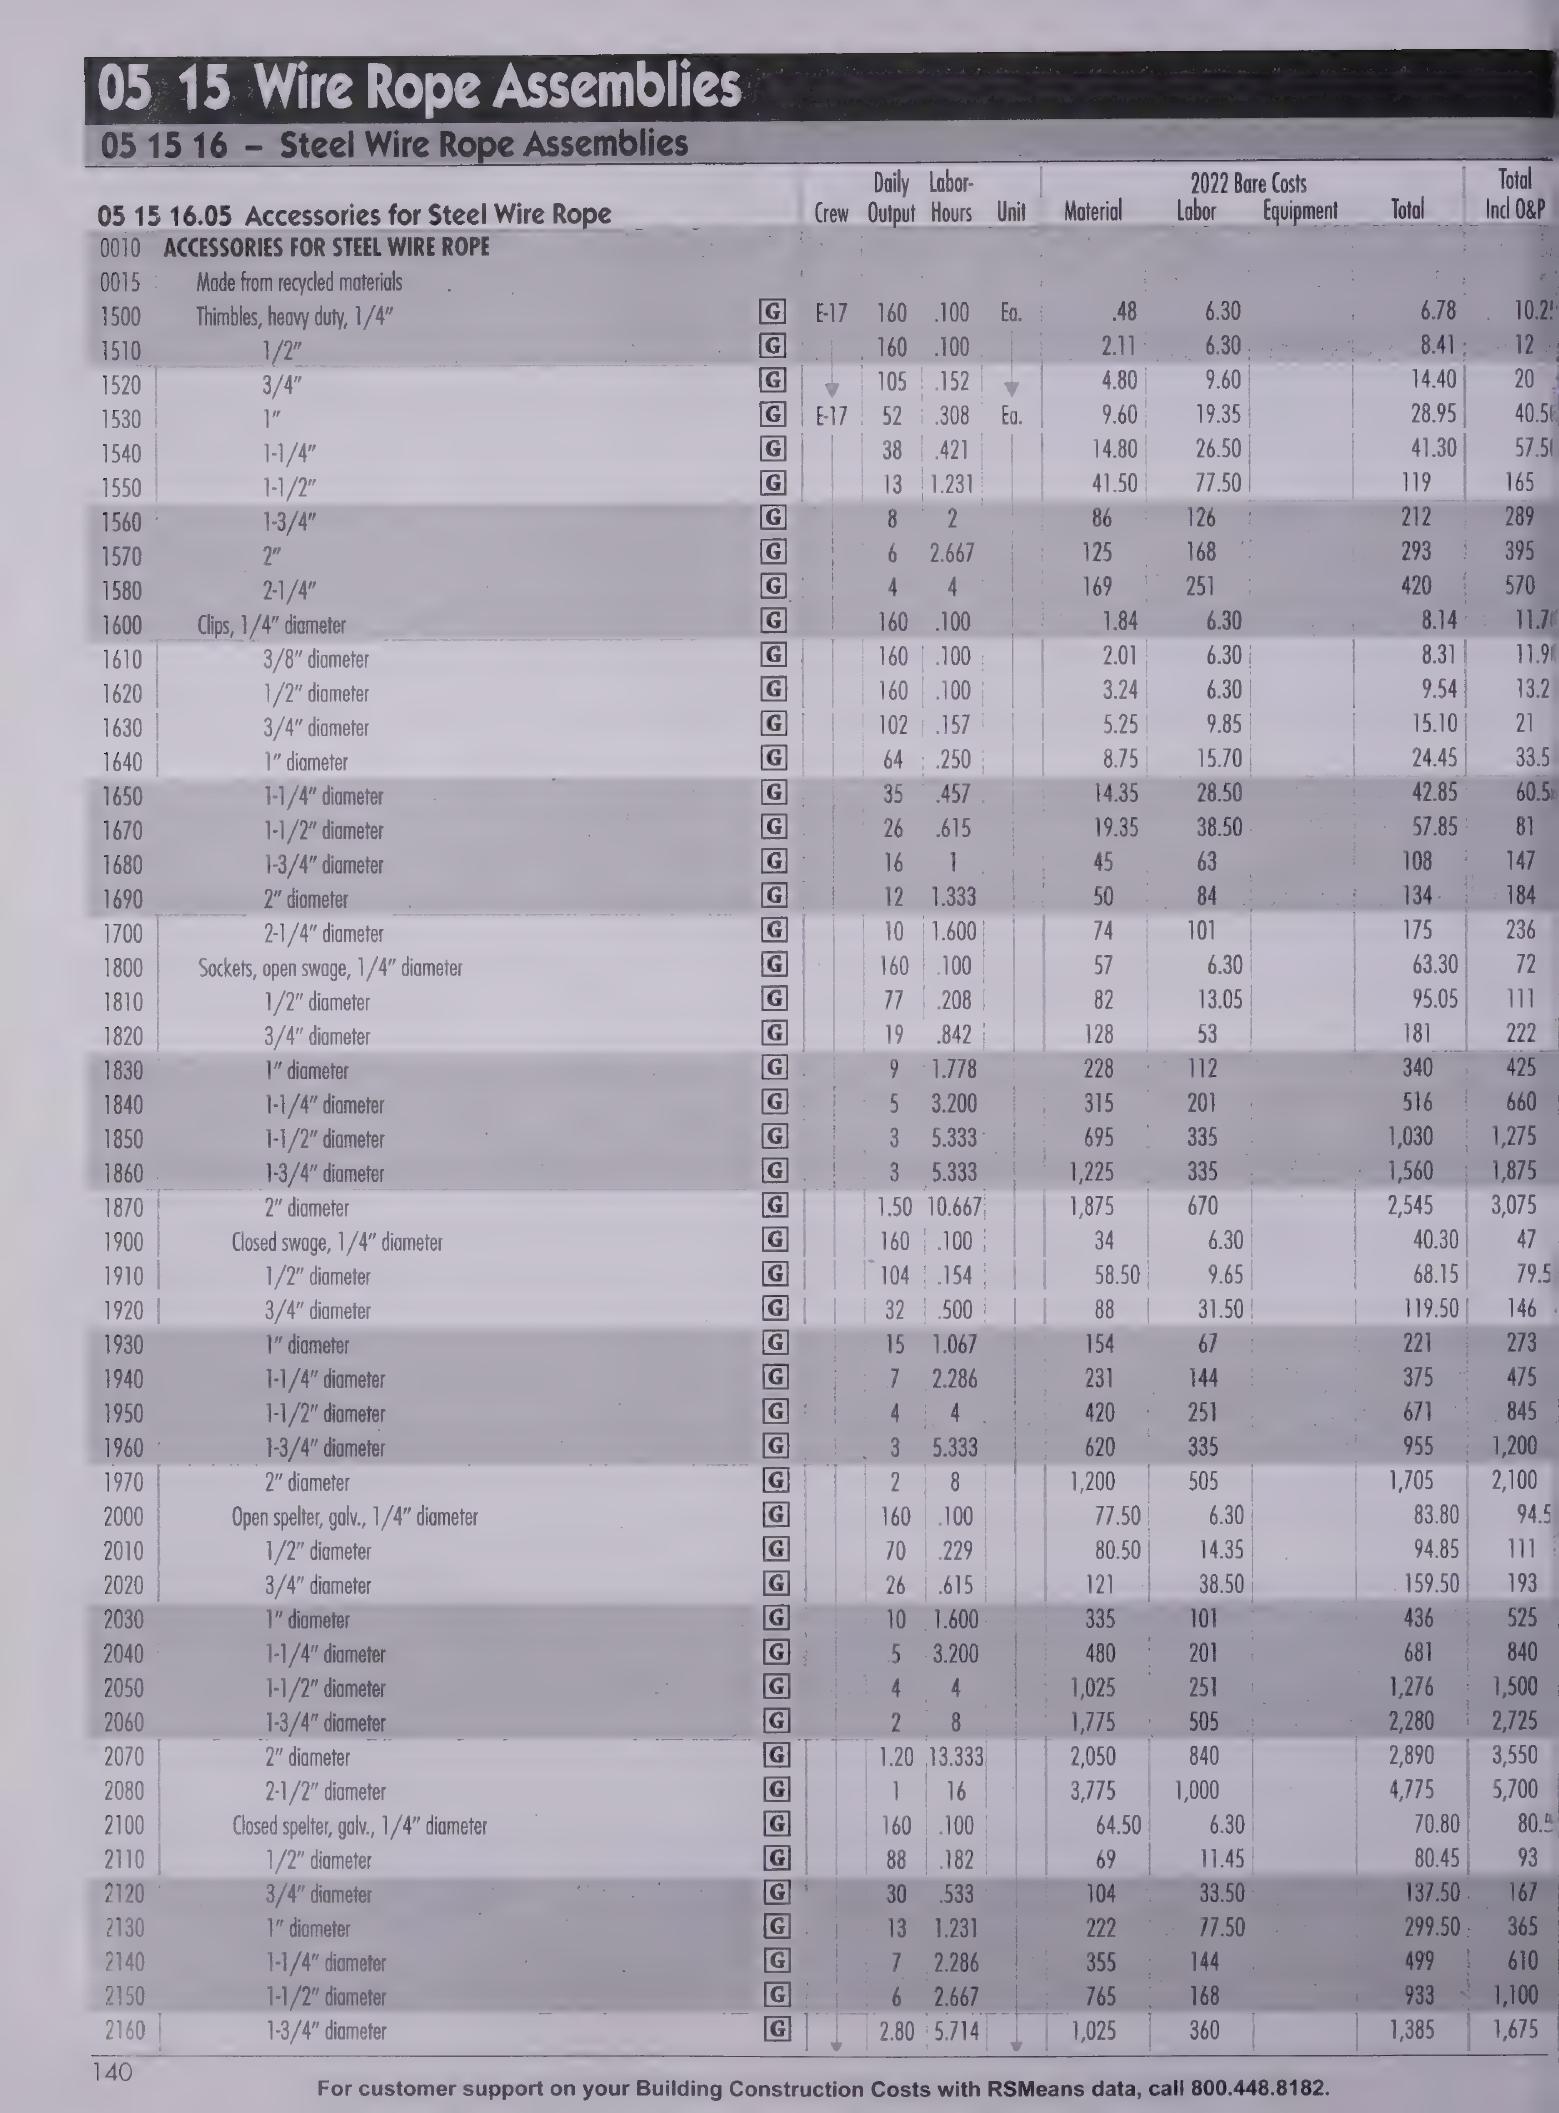 05 15 Wire Rope Assemblies
05 15 16 – Steel Wire Rope Assemblies
Daily Labor- 2022 Bare Costs Total
05 15 16.05 Accessories for Steel Wire Rope Crew Output Hours Unit Material Labor Equipment Total Incl O&P
0010 ACCESSORIES FOR STEEL WIRE ROPE
0015 Made from recycled materials
1500 Thimbles, heavy duty, 1/4" G E-17 160 .100 Ea. .48 6.30 6.78
1510 1/2" G 160 .100 2.11 6.30 8.41 12
1520 3/4" G 105 .152 4.80 9.60 14.40 20
1530 1" G E-17 52 .308 Ea. 9.60 19.35 28.95
1540 1-1/4" G 38 .421 14.80 26.50 41.30
1550 1-1/2" G 13 1.231 41.50 77.50 119 165
1560 1-3/4" G 8 2 86 126 212 289
1570 2" G 6 2.667 125 168 293 395
1580 2-1/4" G 4 4 169 251 420 570
1600 Clips, 1/4" diameter G 160 .100 1.84 6.30 8.14
1610 3/8" diameter G 160 .100 2.01 6.30 8.31
1620 1/2" diameter G 160 .100 3.24 6.30 9.54 13.2
1630 3/4" diameter G 102 .157 5.25 9.85 15.10 21
1640 1" diameter G 64 .250 8.75 15.70 24.45 33.5
1650 1-1/4" diameter G 35 .457 14.35 28.50 42.85 60.5
1670 1-1/2" diameter G 26 .615 19.35 38.50 57.85 81
1680 1-3/4" diameter G 16 1 45 63 108 147
1690 2" diameter G 12 1.333 50 84 134 184
1700 2-1/4" diameter G 10 1.600 74 101 175 236
1800 Sockets, open swage, 1/4" diameter G 160 .100 57 6.30 63.30 72
1810 1/2" diameter G 77 .208 82 13.05 95.05 111
1820 3/4" diameter G 19 .842 128 53 181 222
1830 1" diameter G 9 1.778 228 112 340 425
1840 1-1/4" diameter G 5 3.200 315 201 516 660
1850 1-1/2" diameter G 3 5.333 695 335 1,030 1,275
1860 1-3/4" diameter G 3 5.333 1,225 335 1,560 1,875
1870 2" diameter G 1.50 10.667 1,875 670 2,545 3,075
1900 Closed swage, 1/4" diameter G 160 .100 34 6.30 40.30 47
1910 1/2" diameter G 104 .154 58.50 9.65 68.15 79.5
1920 3/4" diameter G 32 .500 88 31.50 119.50 146
1930 1" diameter G 15 1.067 154 67 221 273
1940 1-1/4" diameter G 7 2.286 231 144 375 475
1950 1-1/2" diameter G 4 4 420 251 671 845
1960 1-3/4" diameter G 3 5.333 620 335 955 1,200
1970 2" diameter G 2 8 1,200 505 1,705 2,100
2000 Open spelter, galv., 1/4" diameter G 160 .100 77.50 6.30 83.80 94.5
2010 1/2" diameter G 70 .229 80.50 14.35 94.85 111
2020 3/4" diameter G 26 .615 121 38.50 159.50 193
2030 1" diameter G 10 1.600 335 101 436 525
2040 1-1/4" diameter G 5 3.200 480 201 681 840
2050 1-1/2" diameter G 4 4 1,025 251 1,276 1,500
2060 1-3/4" diameter G 2 8 1,775 505 2,280 2,725
2070 2" diameter G 1.20 13.333 2,050 840 2,890 3,550
2080 2-1/2" diameter G 1 16 3,775 1,000 4,775 5,700
2100 Closed spelter, galv., 1/4" diameter G 160 .100 64.50 6.30 70.80
2110 1/2" diameter G 88 .182 69 11.45 80.45 93
2120 3/4" diameter G 30 .533 104 33.50 137.50 167
2130 1" diameter G 13 1.231 222 77.50 299.50 365
2140 1-1/4" diameter G 7 2.286 355 144 499 610
2150 1-1/2" diameter G 6 2.667 765 168 933 1,100
2160 1-3/4" diameter G 2.80 5.714 1,025 360 1,385 1,675
140
For customer support on your Building Construction Costs with RSMeans data, call 800.448.8182.